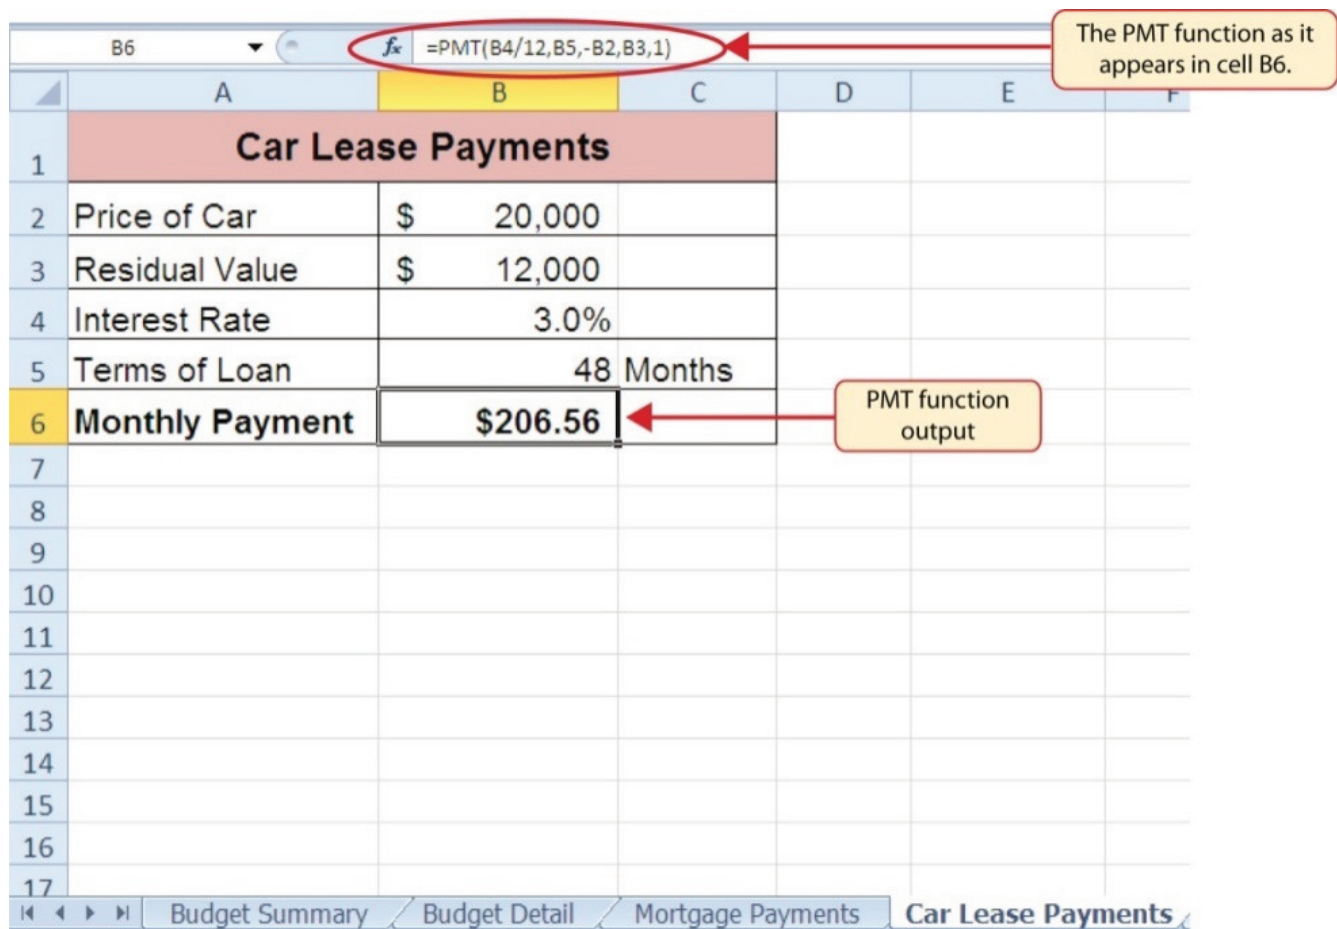 B6 fx =PMT(B4/12,B5,-B2,B3,1)
The PMT function as it
appears in cell B6.
A B C D E F
1 Car Lease Payments
2 Price of Car $ 20,000
3 Residual Value $ 12,000
4 Interest Rate 3.0%
5 Terms of Loan 48 Months
6 Monthly Payment $206.56
PMT function
output
7
8
9
10
11
12
13
14
15
16
17
Budget Summary Budget Detail Mortgage Payments Car Lease Payments